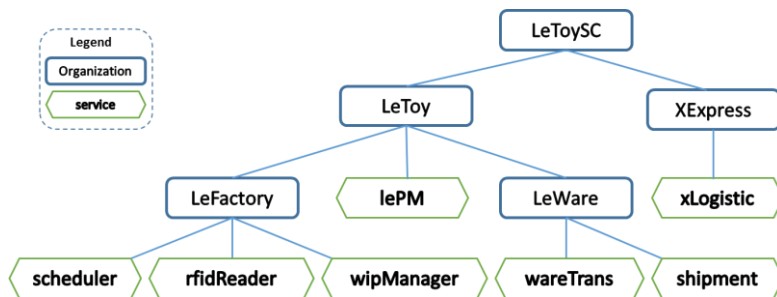 LeToySC
Legend
Organization
service
LeToy
XExpress
LeFactory
lePM
LeWare
xLogistic
scheduler
rfidReader
wipManager
wareTrans
shipment